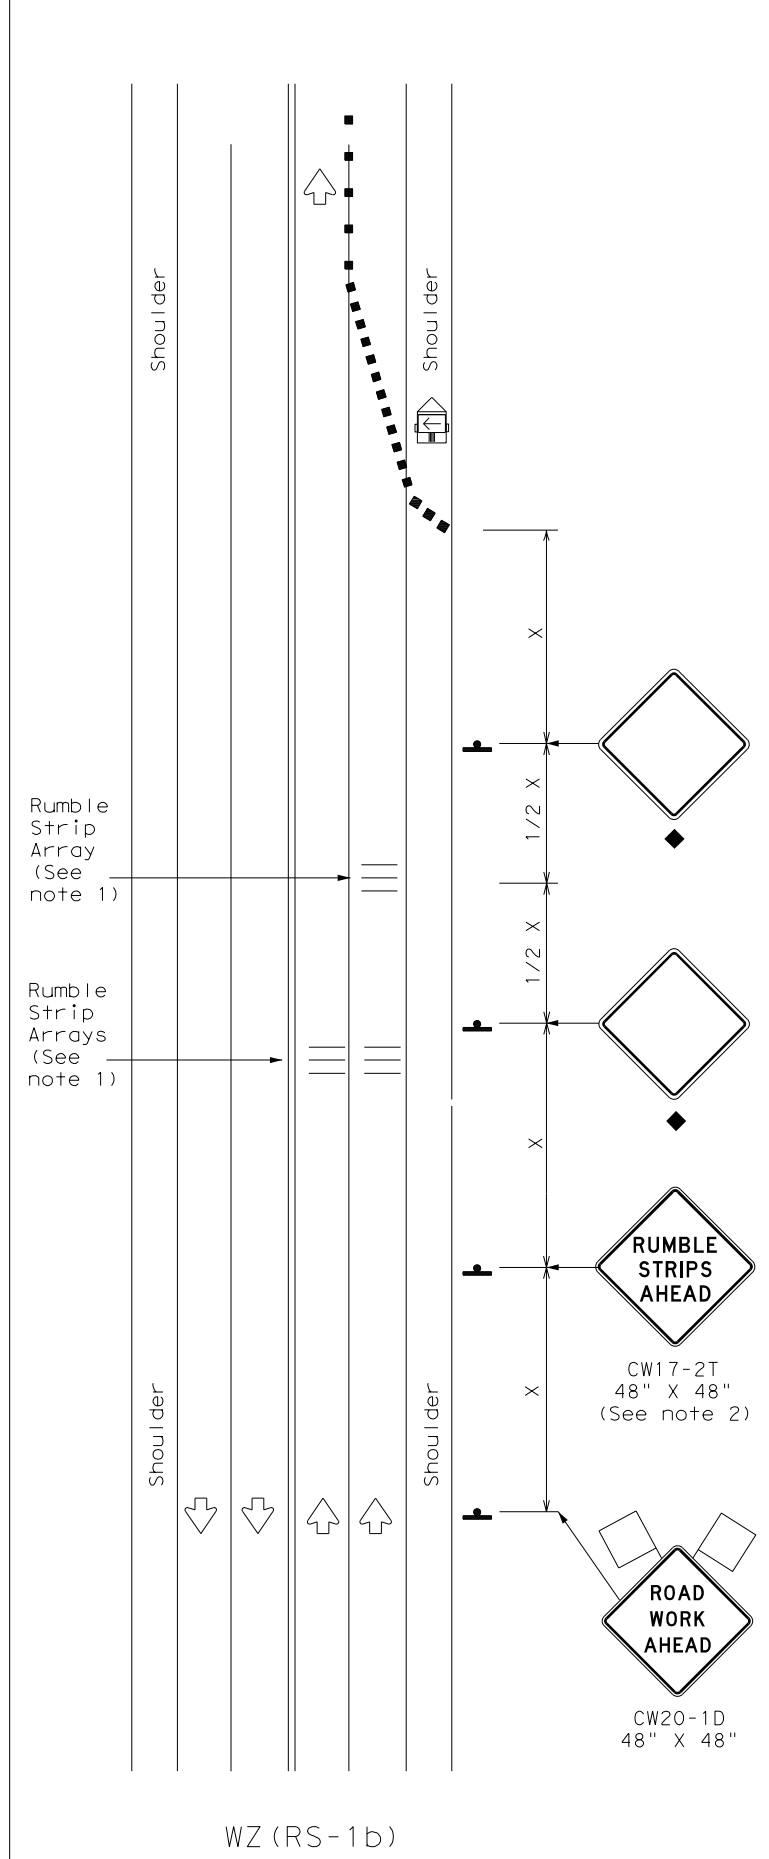 Shoulder
Shoulder
X
1/2 X
Rumble
Strip
Array
(See
note 1)
1/2 X
Rumble
Strip
Arrays
(See
note 1)
X
RUMBLE
STRIPS
AHEAD
CW17-2T
48" X 48"
(See note 2)
X
Shoulder
Shoulder
ROAD
WORK
AHEAD
CW20-1D
48" X 48"
WZ(RS-1b)